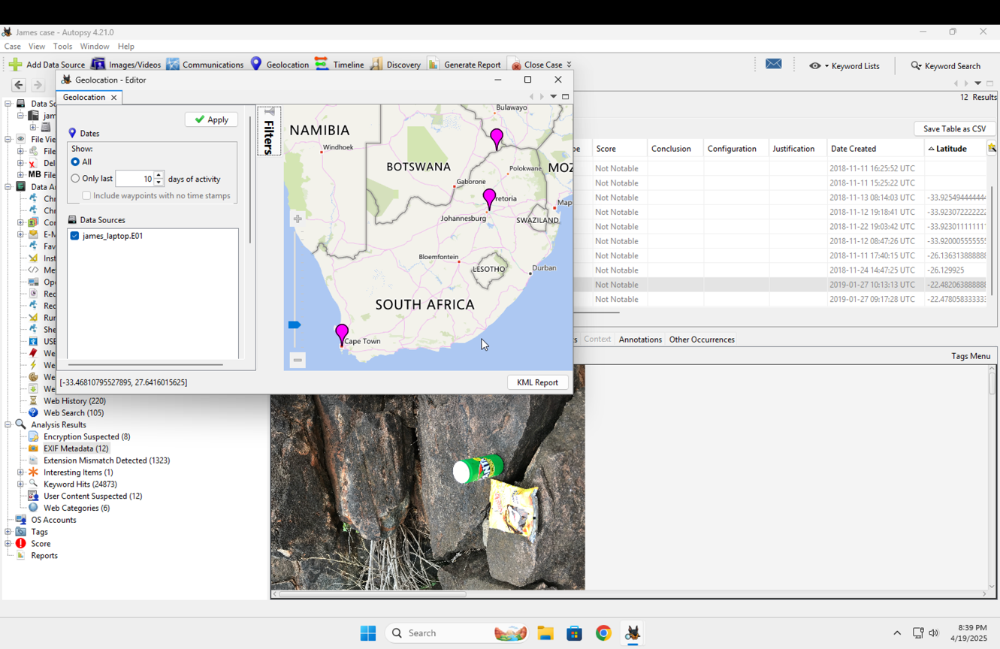 James case - Autopsy 4.21.0
Case View Tools Window Help
Add Data Source Images/Videos Communications Geolocation Timeline Discovery Generate Report Close Case Keyword Lists Keyword Search
Geolocation - Editor
Geolocation
12 Results
Save Table as CSV
Apply
Filters
Dates
Show:
All
Only last 10 days of activity
Include waypoints with no time stamps
Data Sources
james_laptop.E01
NAMIBIA
Windhoek
BOTSWANA
Bulawayo
Gaborone
Polokwane
MOZ
retoria
Johannesburg
Map
SWAZILAND
Bloemfontein
LESOTHO
Durban
SOUTH AFRICA
Cape Town
[-33.46810795527895, 27.6416015625]
KML Report
pe Score Conclusion Configuration Justification Date Created Latitude
Not Notable 2018-11-11 16:25:52 UTC
Not Notable 2018-11-11 15:25:22 UTC
Not Notable 2018-11-13 08:14:03 UTC -33.925494444444
Not Notable 2018-11-12 19:18:41 UTC -33.923072222222
Not Notable 2018-11-22 19:03:42 UTC -33.923011111111
Not Notable 2018-11-12 08:47:26 UTC -33.920005555555
Not Notable 2018-11-11 17:40:15 UTC -26.136313888888
Not Notable 2018-11-24 14:47:25 UTC -26.129925
Not Notable 2019-01-27 10:13:13 UTC -22.482063888888
Not Notable 2019-01-27 09:17:28 UTC -22.478058333333
ts Context Annotations Other Occurrences
Tags Menu
Data So
jam
File Vie
File
Del
MB File
Data Ar
Chr
Chr
Cor
E-M
Fav
Inst
Me
Ope
Rec
Rec
Rur
She
USE
We
We
We
We
Web History (220)
Web Search (105)
Analysis Results
Encryption Suspected (8)
EXIF Metadata (12)
Extension Mismatch Detected (1323)
Interesting Items (1)
Keyword Hits (24873)
User Content Suspected (12)
Web Categories (6)
OS Accounts
Tags
Score
Reports
Search
8:39 PM
4/19/2025